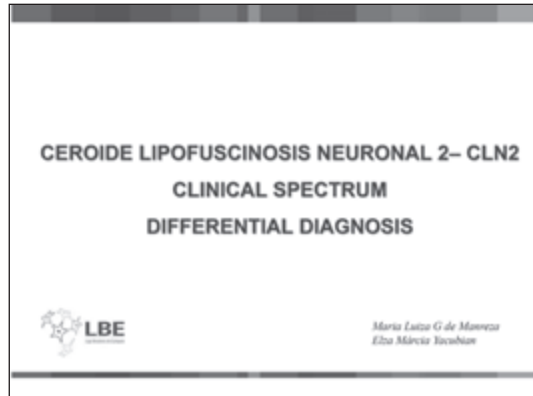 CEROIDE LIPOFUSCINOSIS NEURONAL 2– CLN2
CLINICAL SPECTRUM
DIFFERENTIAL DIAGNOSIS
LBE
Maria Luiza G de Manreza
Elza Márcia Yacubian